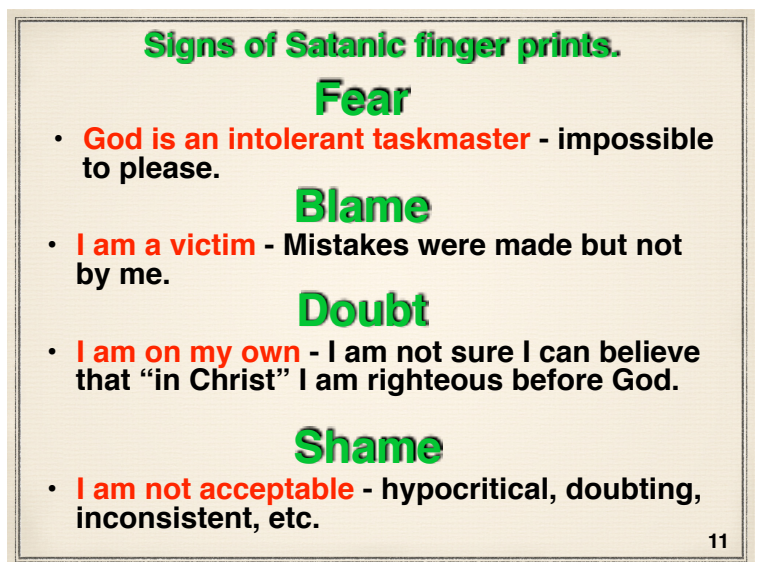 Signs of Satanic finger prints.
Fear
• God is an intolerant taskmaster - impossible
to please.
Blame
• I am a victim - Mistakes were made but not
by me.
Doubt
• I am on my own - I am not sure I can believe
that “in Christ” I am righteous before God.
Shame
• I am not acceptable - hypocritical, doubting,
inconsistent, etc.
11